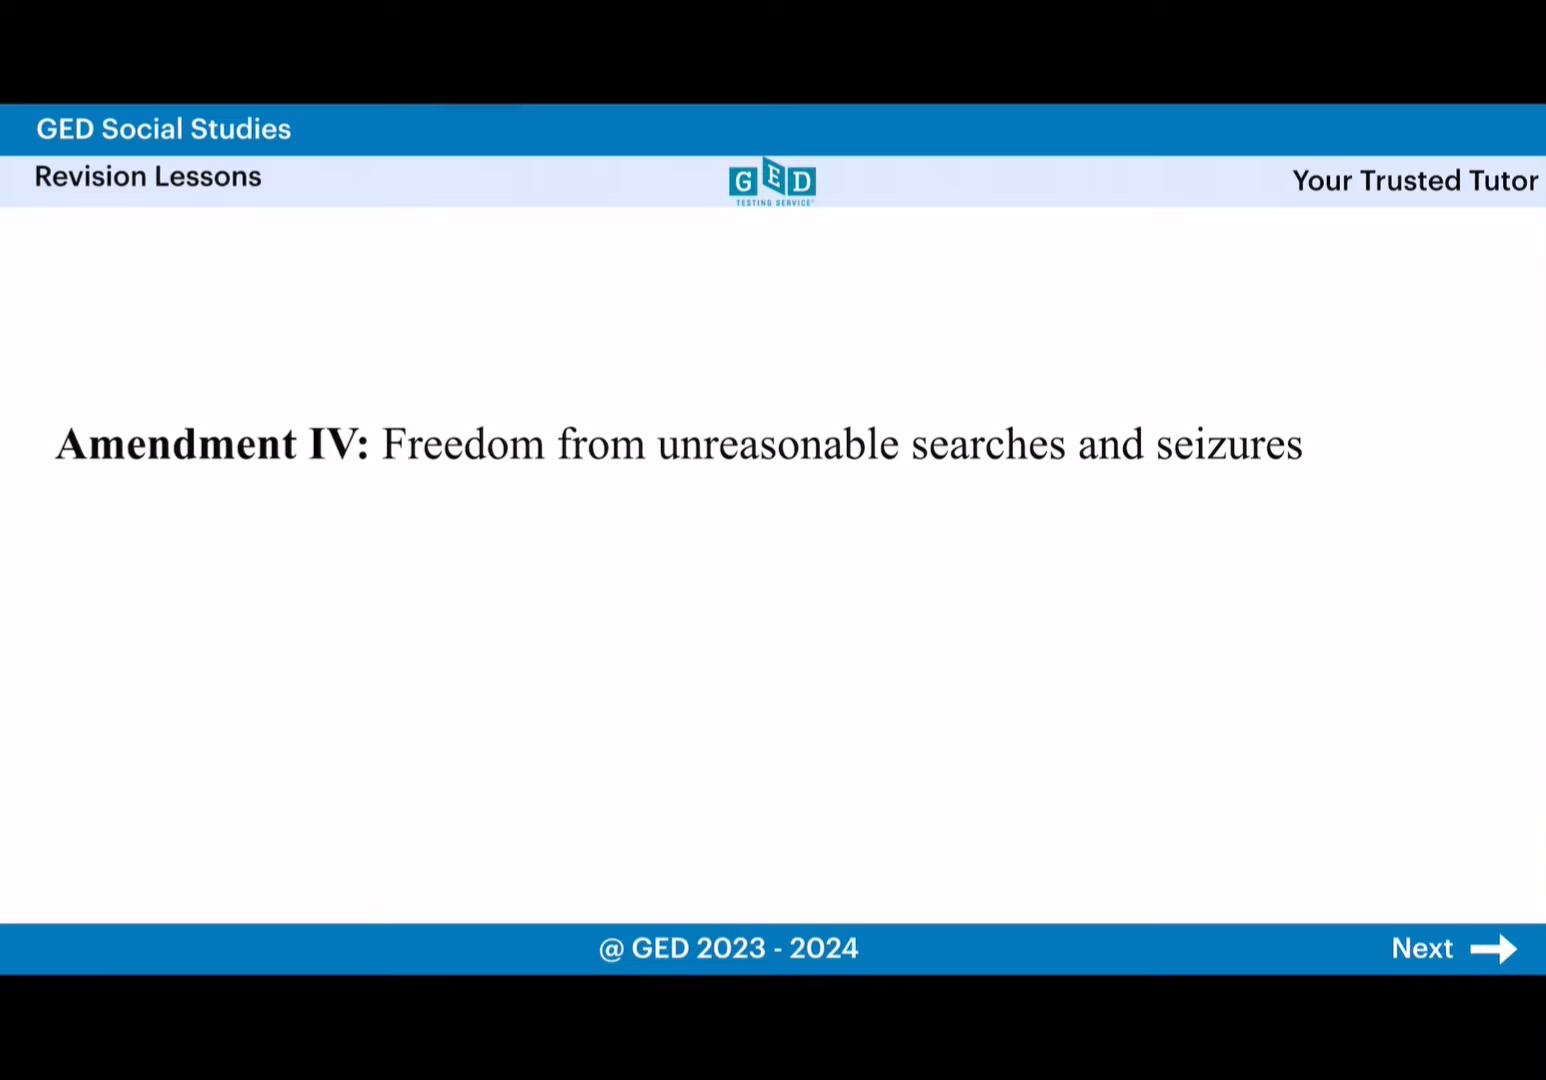 GED Social Studies
Revision Lessons
GED
TESTING SERVICE
Your Trusted Tutor
Amendment IV: Freedom from unreasonable searches and seizures
@ GED 2023 - 2024
Next